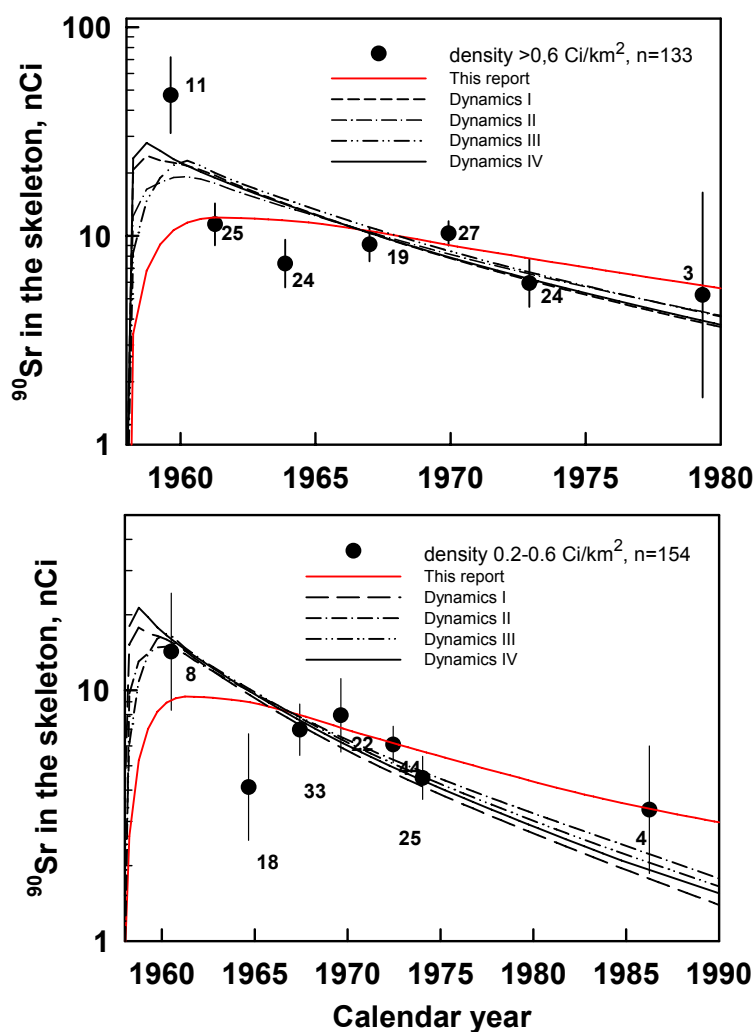 100
10
1
⁹⁰Sr in the skeleton, nCi
density >0,6 Ci/km², n=133
This report
Dynamics I
Dynamics II
Dynamics III
Dynamics IV
11
25
24
19
27
24
3
1960 1965 1970 1975 1980
10
1
⁹⁰Sr in the skeleton, nCi
density 0.2-0.6 Ci/km², n=154
This report
Dynamics I
Dynamics II
Dynamics III
Dynamics IV
8
18
33
22
44
25
4
1960 1965 1970 1975 1980 1985 1990
Calendar year